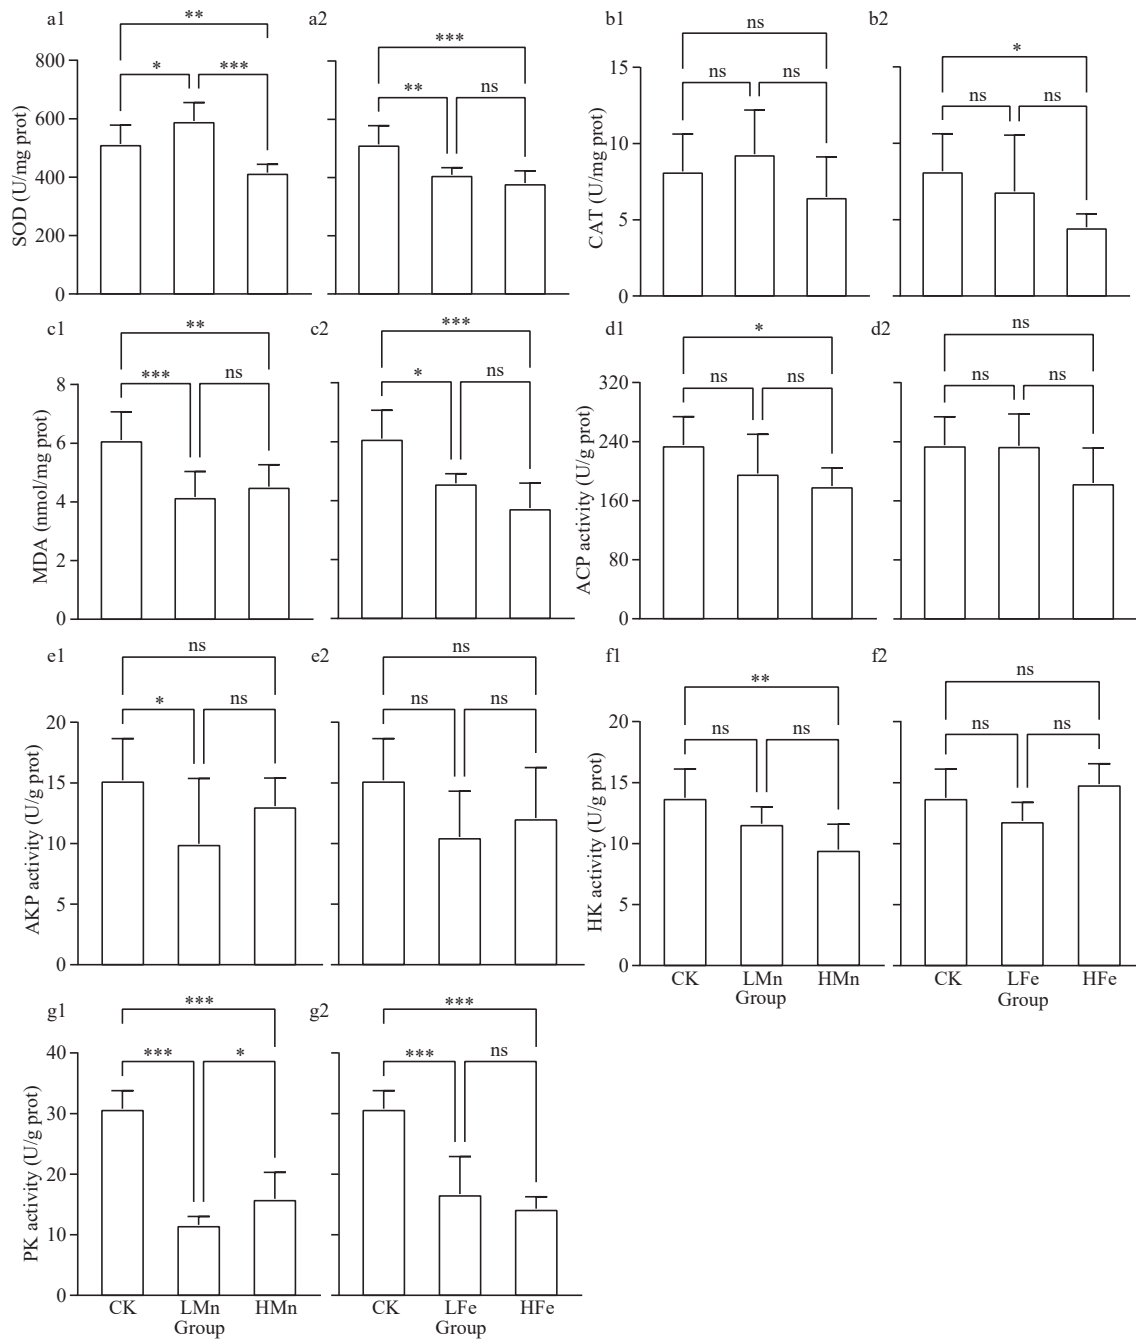 a1
**
*
***
800
600
400
200
0
SOD (U/mg prot)
a2
***
**
ns
b1
ns
ns
ns
15
10
5
0
CAT (U/mg prot)
b2
*
ns
ns
c1
**
***
ns
8
6
4
2
0
MDA (nmol/mg prot)
c2
***
*
ns
d1
*
ns
ns
320
240
160
80
0
ACP activity (U/g prot)
d2
ns
ns
ns
e1
ns
*
ns
20
15
10
5
0
AKP activity (U/g prot)
e2
ns
ns
ns
f1
**
ns
ns
20
15
10
5
0
HK activity (U/g prot)
CK LMn HMn
Group
f2
ns
ns
ns
CK LFe HFe
Group
g1
***
***
*
40
30
20
10
0
PK activity (U/g prot)
CK LMn HMn
Group
g2
***
***
ns
CK LFe HFe
Group